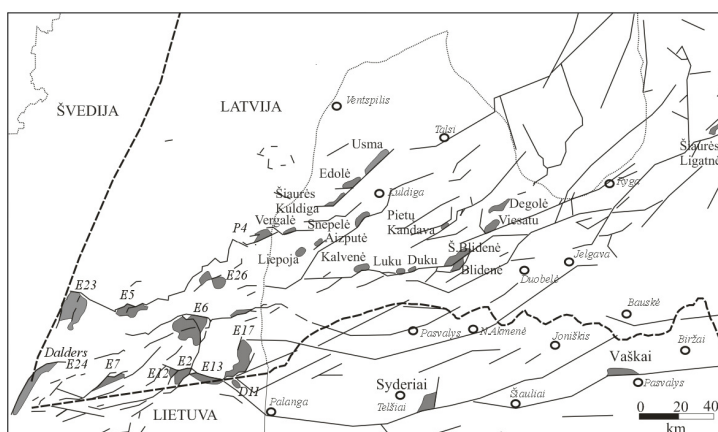 ŠVEDIJA
LATVIJA
Ventspilis
Talsi
Usma
Edolė
Šiaurės
Kuldiga
Kuldiga
Šiaurės
Ligatnė
Ryga
P4
Vergalė
Snepelė
Aizputė
Pietų
Kandava
Degolė
Viesatu
Liepoja
Kalvenė
Luku
Duku
Š.Blidenė
Blidenė
Duobelė
Jelgava
E23
E5
E26
E6
E17
Bauskė
Pasvalys
N.Akmenė
Joniškis
Biržai
Dalders
E24
E7
E12
E2
E13
D11
Vaškai
Pasvalys
Syderiai
Telšiai
Šiauliai
Palanga
LIETUVA
0 20 40
km